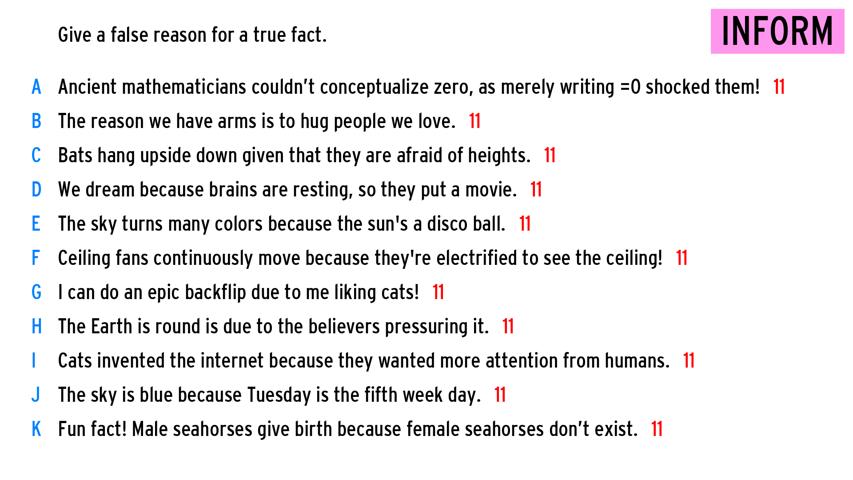 Give a false reason for a true fact.
INFORM
A Ancient mathematicians couldn't conceptualize zero, as merely writing =0 shocked them! 11
B The reason we have arms is to hug people we love. 11
C Bats hang upside down given that they are afraid of heights. 11
D We dream because brains are resting, so they put a movie. 11
E The sky turns many colors because the sun's a disco ball. 11
F Ceiling fans continuously move because they're electrified to see the ceiling! 11
G I can do an epic backflip due to me liking cats! 11
H The Earth is round is due to the believers pressuring it. 11
I Cats invented the internet because they wanted more attention from humans. 11
J The sky is blue because Tuesday is the fifth week day. 11
K Fun fact! Male seahorses give birth because female seahorses don't exist. 11